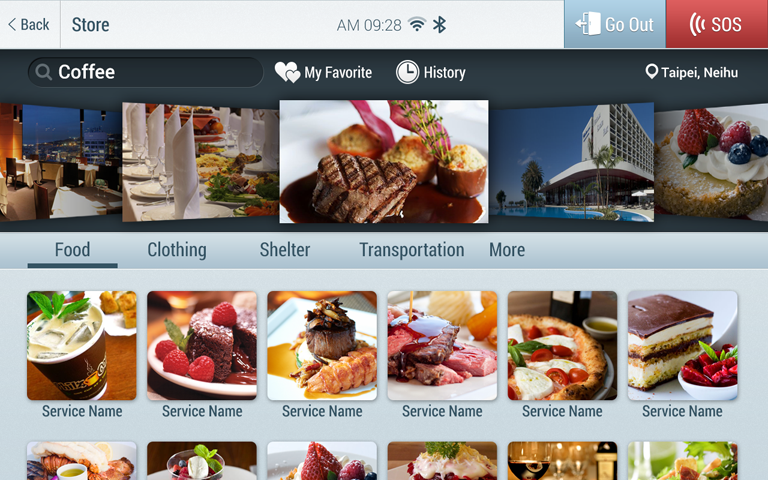 Back
Store
AM 09:28
Go Out
SOS
Coffee
My Favorite
History
Taipei, Neihu
Food
Clothing
Shelter
Transportation
More
Service Name
Service Name
Service Name
Service Name
Service Name
Service Name